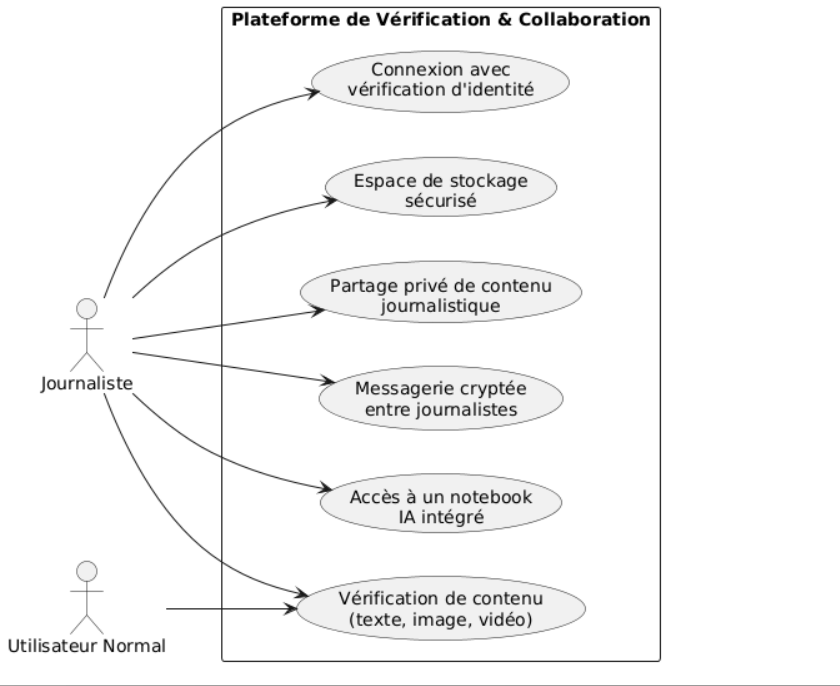 Plateforme de Vérification & Collaboration
Connexion avec
vérification d'identité
Espace de stockage
sécurisé
Partage privé de contenu
journalistique
Journaliste
Messagerie cryptée
entre journalistes
Accès à un notebook
IA intégré
Vérification de contenu
(texte, image, vidéo)
Utilisateur Normal